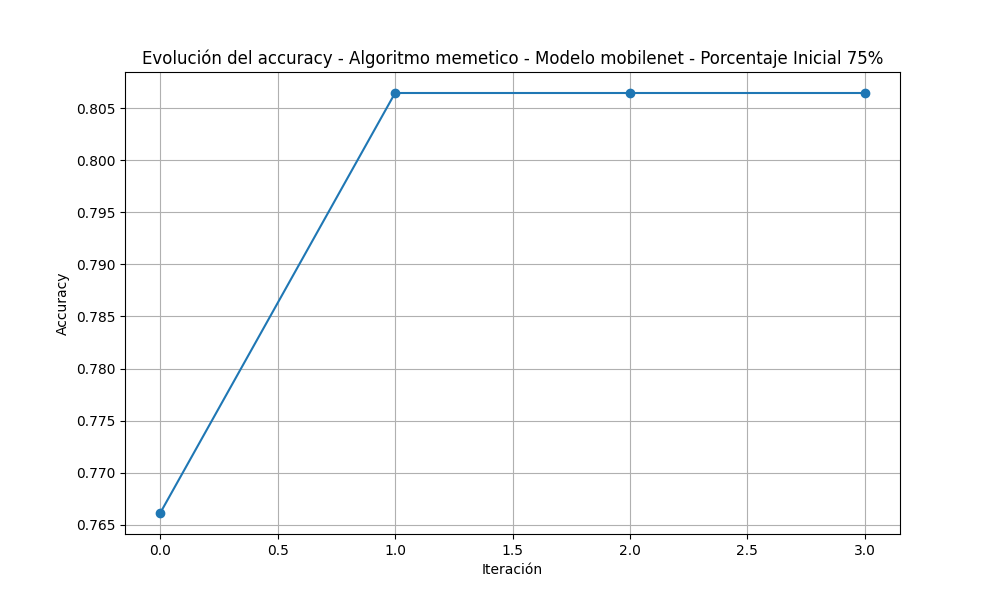 Evolución del accuracy - Algoritmo memetico - Modelo mobilenet - Porcentaje Inicial 75%
0.805
0.800
0.795
0.790
0.785
0.780
0.775
0.770
0.765
Accuracy
0.0 0.5 1.0 1.5 2.0 2.5 3.0
Iteración